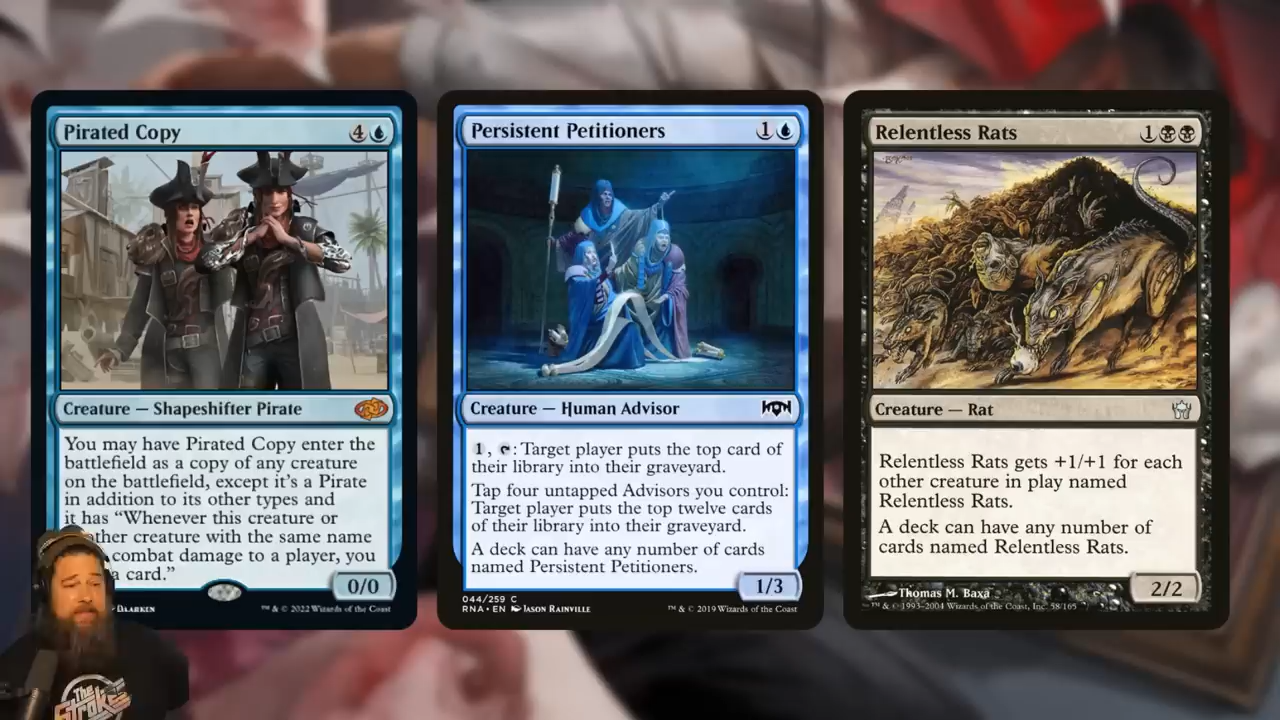 Pirated Copy
4
Creature — Shapeshifter Pirate
You may have Pirated Copy enter the
battlefield as a copy of any creature
on the battlefield, except it's a Pirate
in addition to its other types and
it has "Whenever this creature or
other creature with the same name
combat damage to a player, you
a card."
0/0
™ & © 2022 Wizards of the Coast
Persistent Petitioners
1
Creature — Human Advisor
1, : Target player puts the top card of
their library into their graveyard.
Tap four untapped Advisors you control:
Target player puts the top twelve cards
of their library into their graveyard.
A deck can have any number of cards
named Persistent Petitioners.
1/3
044/259 C
RNA • EN Jason Rainville
™ & © 2019 Wizards of the Coast
Relentless Rats
1
Creature — Rat
Relentless Rats gets +1/+1 for each
other creature in play named
Relentless Rats.
A deck can have any number of
cards named Relentless Rats.
2/2
Thomas M. Baxa
™ & © 1993–2004 Wizards of the Coast, Inc. 58/165
The
Strokes